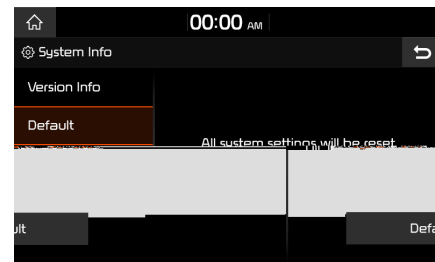 00:00 AM
System Info
Version Info
Default
All system settings will be reset
ult
Defa